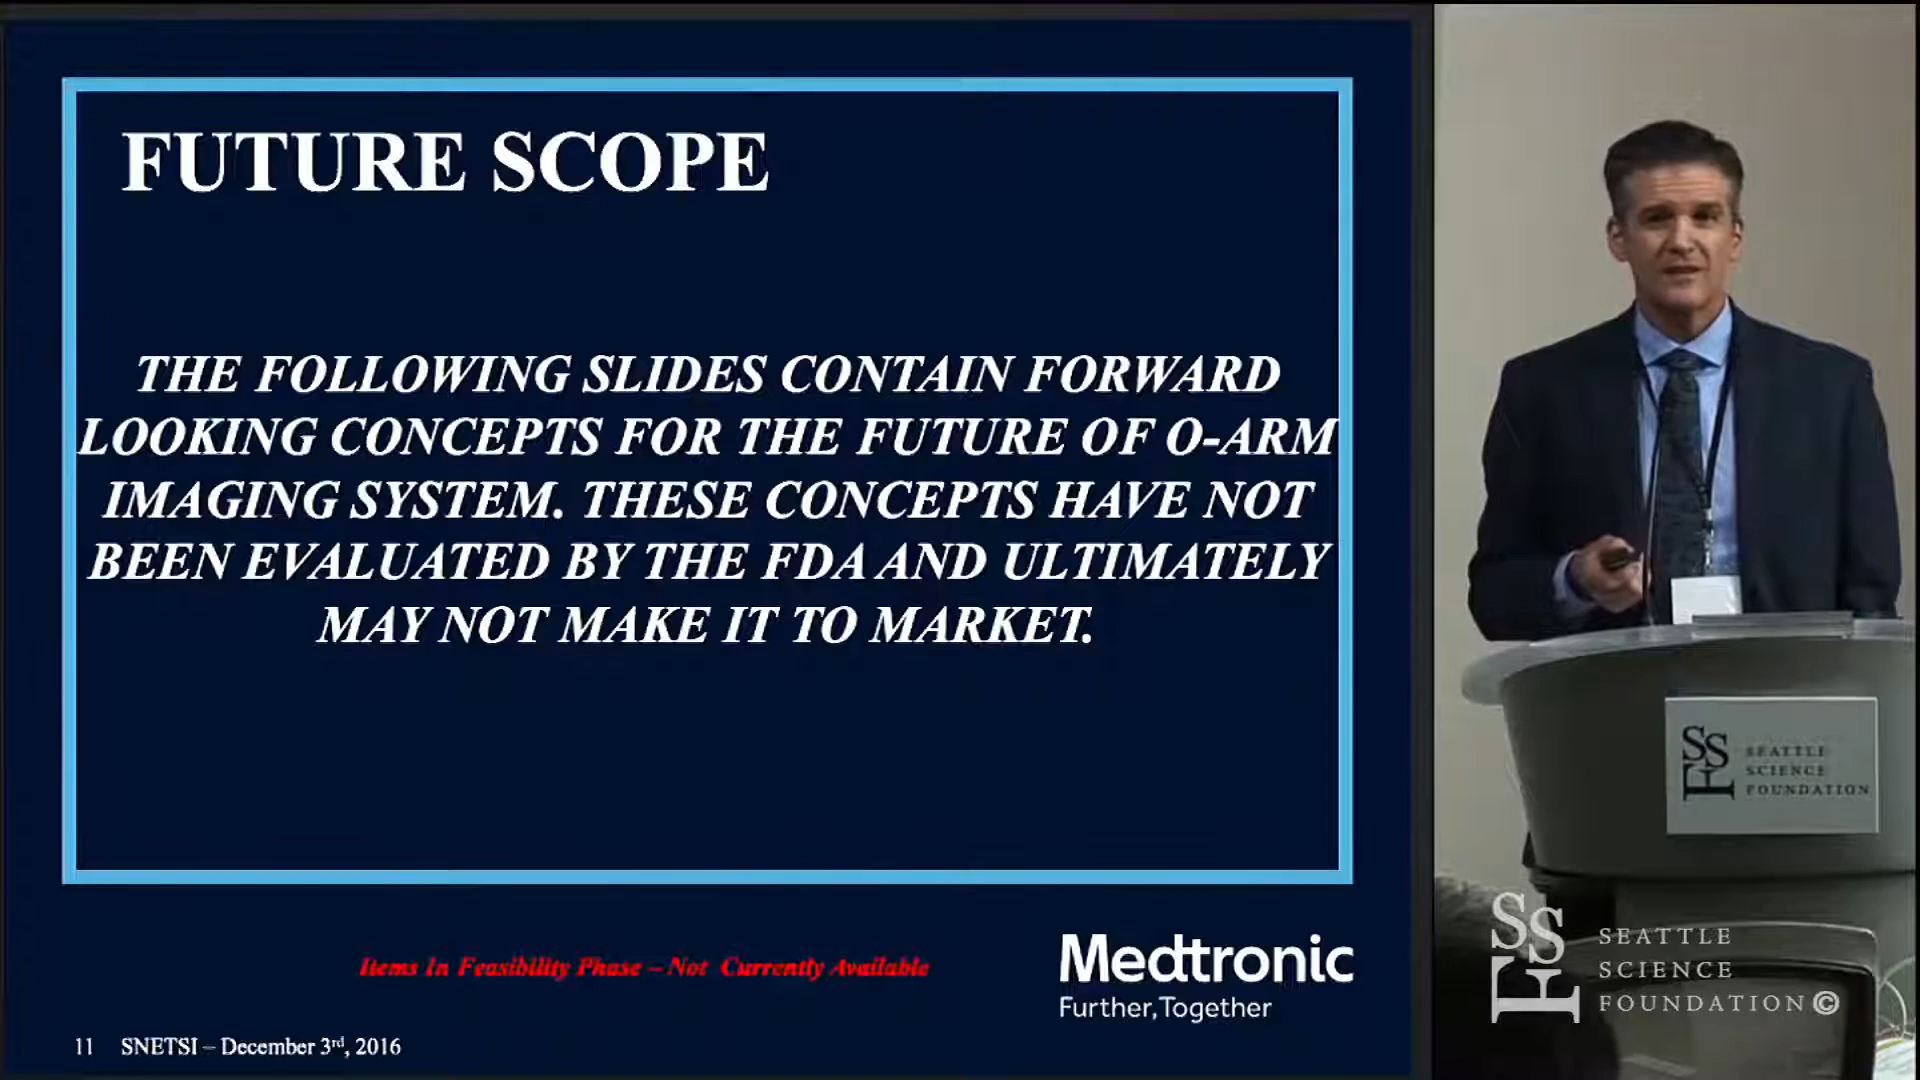 FUTURE SCOPE
THE FOLLOWING SLIDES CONTAIN FORWARD
LOOKING CONCEPTS FOR THE FUTURE OF O-ARM
IMAGING SYSTEM. THESE CONCEPTS HAVE NOT
BEEN EVALUATED BY THE FDA AND ULTIMATELY
MAY NOT MAKE IT TO MARKET.
Items In Feasibility Phase – Not Currently Available
Medtronic
Further, Together
11 SNETSI – December 3rd, 2016
SSF
SEATTLE
SCIENCE
FOUNDATION
SSF
SEATTLE
SCIENCE
FOUNDATION©